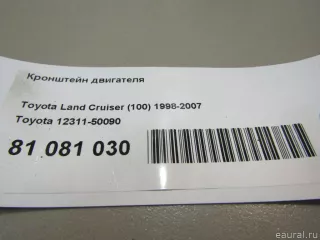 Кронштейн двигателя
Toyota Land Cruiser (100) 1998-2007
Toyota 12311-50090
81 081 030
eaural.ru